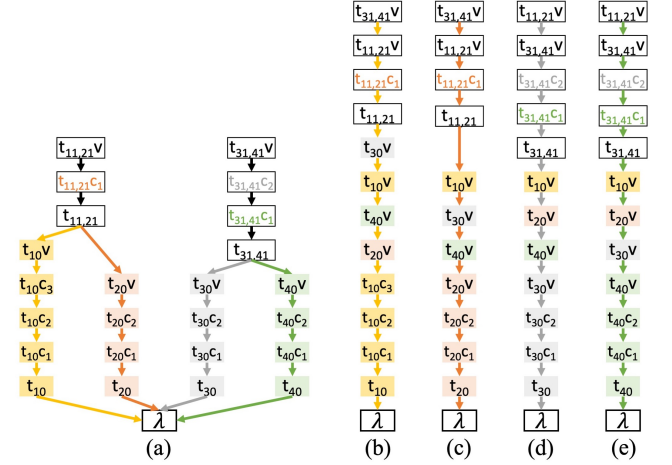 t31,41v t31,41v t11,21v t11,21v
t11,21v t11,21v t31,41v t31,41v
t11,21c1 t11,21c1 t31,41c2 t31,41c2
t11,21 t11,21 t31,41c1 t31,41c1
t11,21v t31,41v t30v t31,41 t31,41
t11,21c1 t31,41c2 t10v t10v t10v t10v
t11,21 t31,41c1 t40v t30v t20v t20v
t10v t31,41 t20v t40v t30v t30v
t10c3 t20v t30v t40v t10c3 t20v t40v t40v
t10c2 t20c2 t30c2 t40c2 t10c2 t20c2 t30c2 t40c2
t10c1 t20c1 t30c1 t40c1 t10c1 t20c1 t30c1 t40c1
t10 t20 t30 t40 t10 t20 t30 t40
λ λ λ λ λ
(a) (b) (c) (d) (e)